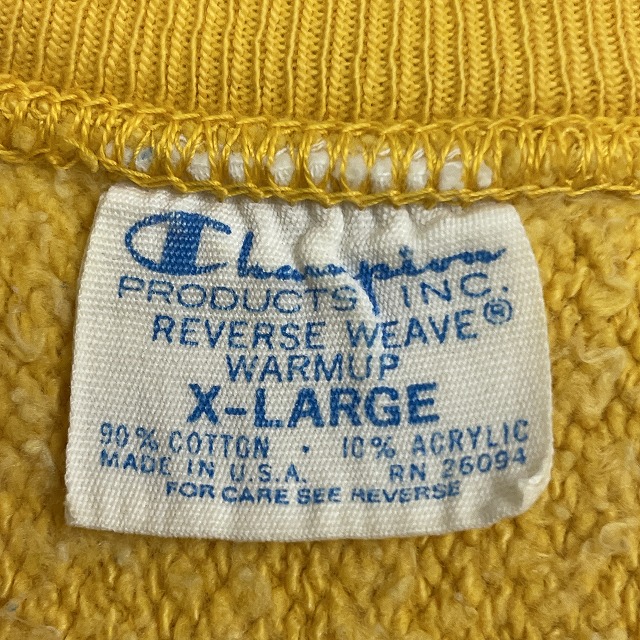 Champion
PRODUCTS, INC.
REVERSE WEAVE®
WARMUP
X-LARGE
90% COTTON · 10% ACRYLIC
MADE IN U.S.A. RN 26094
FOR CARE SEE REVERSE